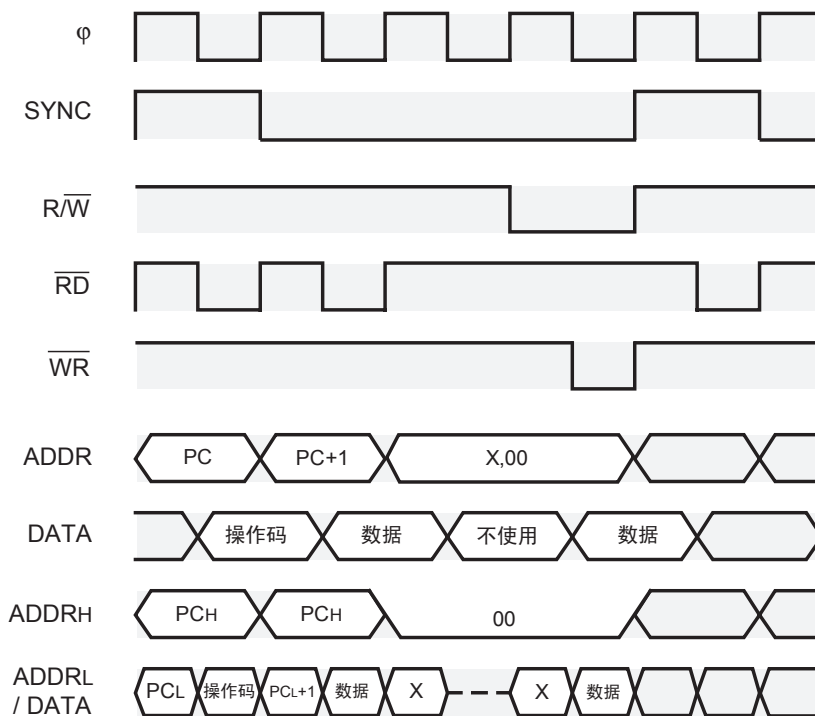 φ
SYNC
R/W
RD
WR
ADDR PC PC+1 X,00
DATA 操作码 数据 不使用 数据
ADDRH PCH PCH 00
ADDRL / DATA PCL 操作码 PCL+1 数据 X X 数据